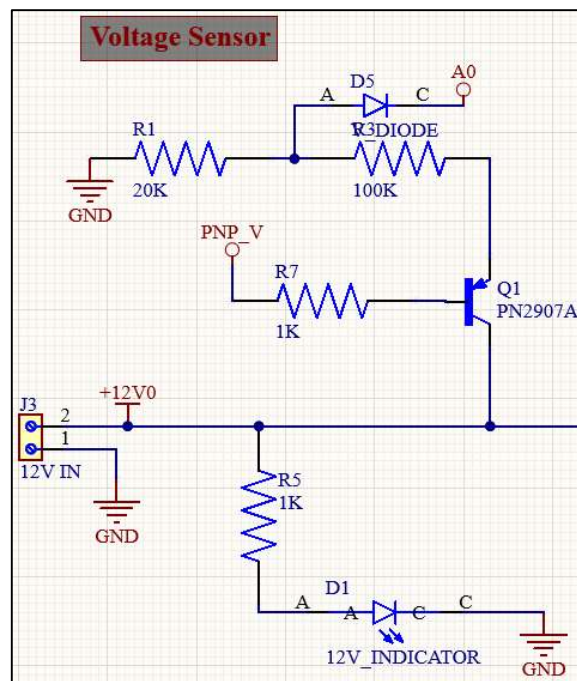 Voltage Sensor
D5
A0
A
C
R1
R3
V_DIODE
20K
100K
GND
PNP_V
R7
Q1
PN2907A
1K
+12V0
J3
2
1
12V IN
R5
1K
GND
D1
A
A
C
C
12V_INDICATOR
GND